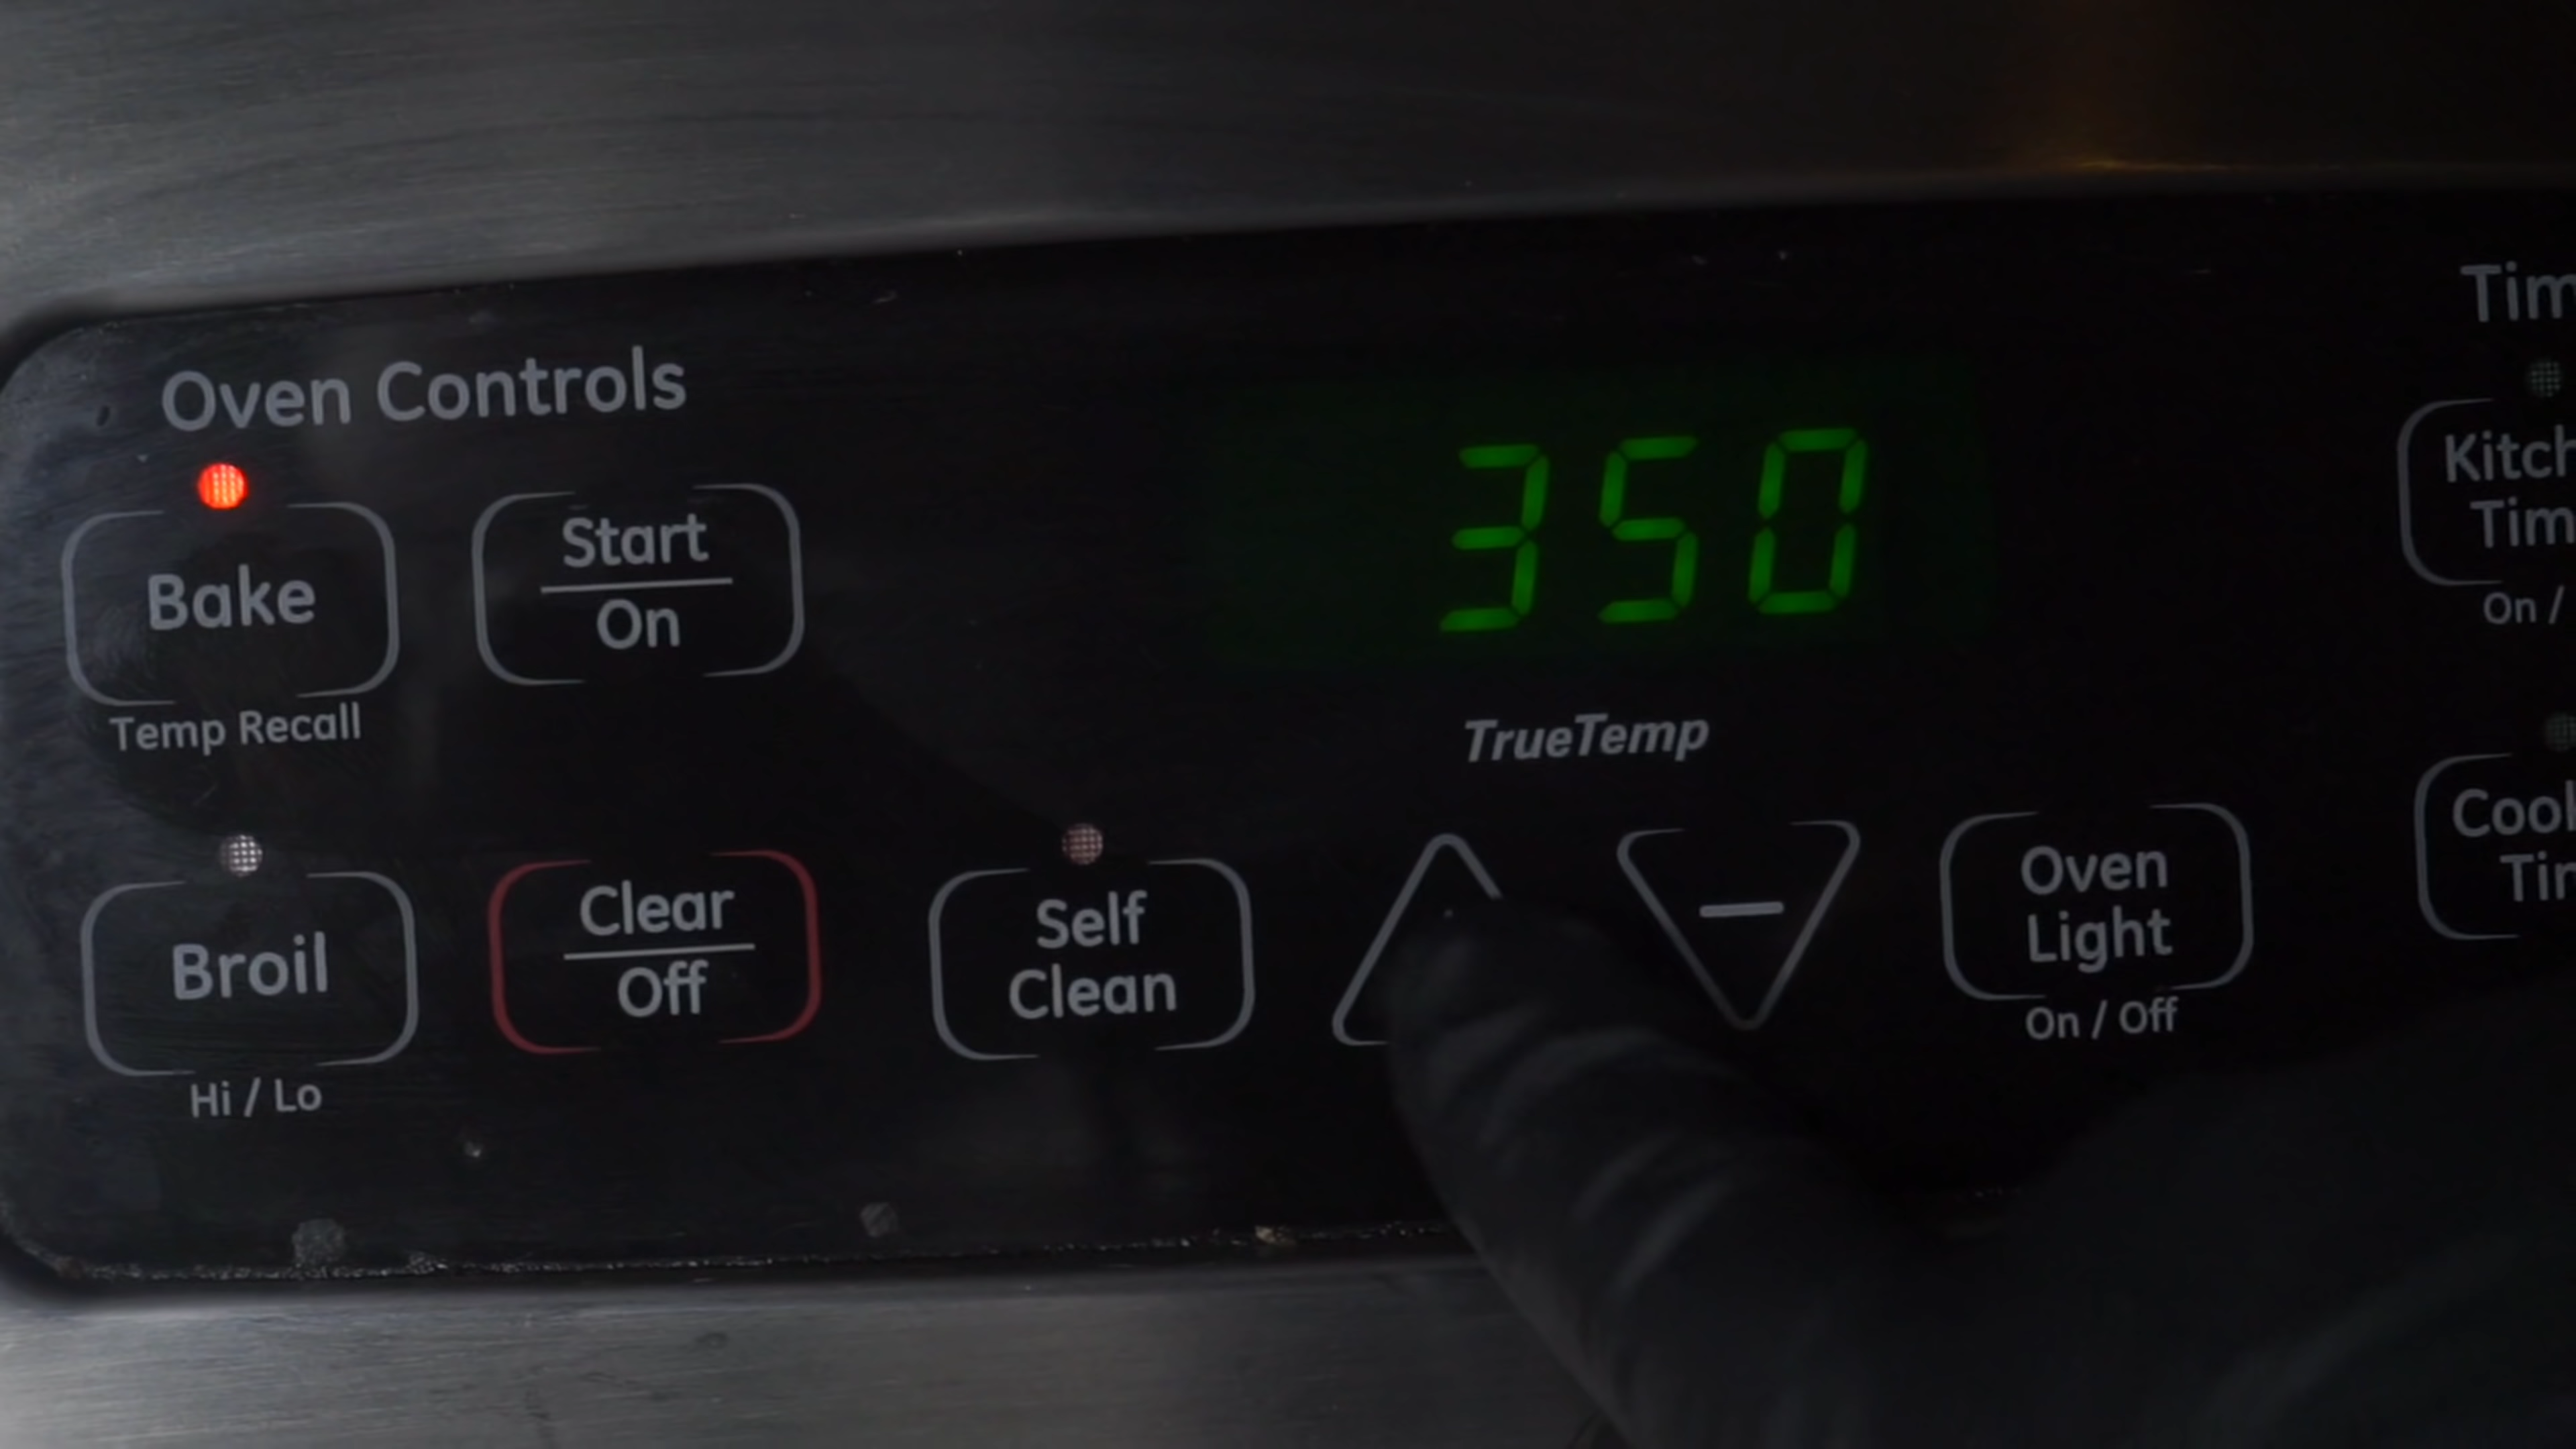 Oven Controls
Bake
Temp Recall
Start
On
350
TrueTemp
Broil
Hi / Lo
Clear
Off
Self
Clean
−
Oven
Light
On / Off
On /